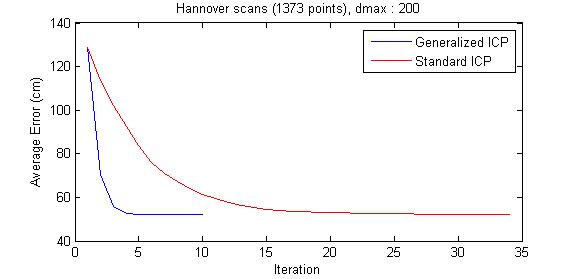 Hannover scans (1373 points), dmax : 200
140
120
100
80
60
40
Average Error (cm)
Generalized ICP
Standard ICP
0 5 10 15 20 25 30 35
Iteration